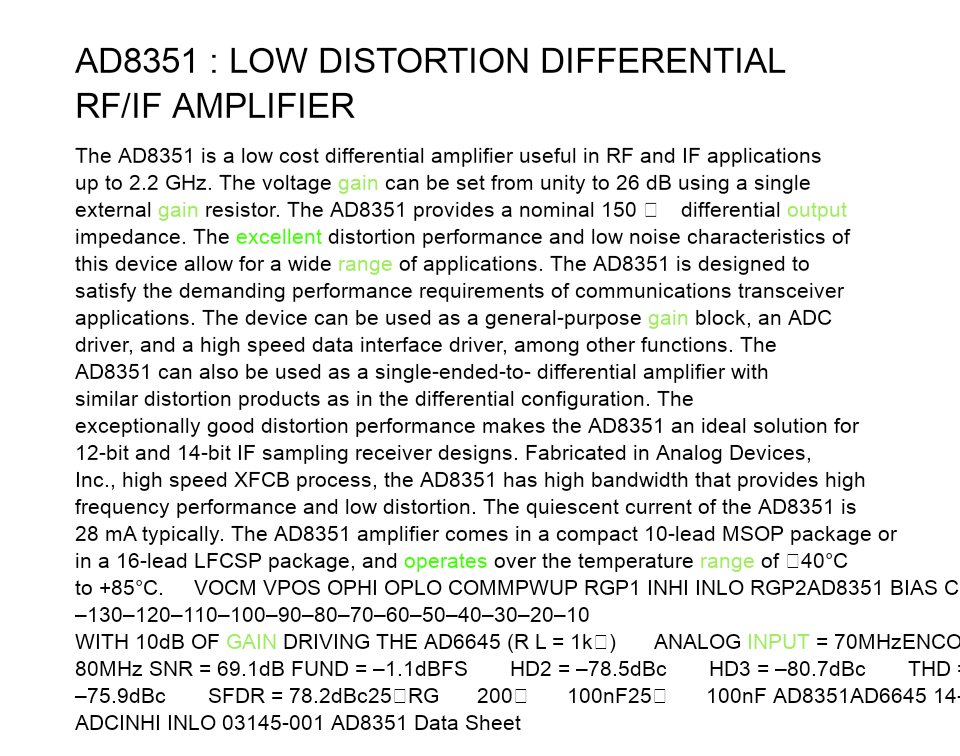 AD8351 : LOW DISTORTION DIFFERENTIAL
RF/IF AMPLIFIER
The AD8351 is a low cost differential amplifier useful in RF and IF applications
up to 2.2 GHz. The voltage gain can be set from unity to 26 dB using a single
external gain resistor. The AD8351 provides a nominal 150 □ differential output
impedance. The excellent distortion performance and low noise characteristics of
this device allow for a wide range of applications. The AD8351 is designed to
satisfy the demanding performance requirements of communications transceiver
applications. The device can be used as a general-purpose gain block, an ADC
driver, and a high speed data interface driver, among other functions. The
AD8351 can also be used as a single-ended-to- differential amplifier with
similar distortion products as in the differential configuration. The
exceptionally good distortion performance makes the AD8351 an ideal solution for
12-bit and 14-bit IF sampling receiver designs. Fabricated in Analog Devices,
Inc., high speed XFCB process, the AD8351 has high bandwidth that provides high
frequency performance and low distortion. The quiescent current of the AD8351 is
28 mA typically. The AD8351 amplifier comes in a compact 10-lead MSOP package or
in a 16-lead LFCSP package, and operates over the temperature range of □40°C
to +85°C. VOCM VPOS OPHI OPLO COMMPWUP RGP1 INHI INLO RGP2AD8351 BIAS C
–130–120–110–100–90–80–70–60–50–40–30–20–10
WITH 10dB OF GAIN DRIVING THE AD6645 (R L = 1k□) ANALOG INPUT = 70MHzENCO
80MHz SNR = 69.1dB FUND = –1.1dBFS HD2 = –78.5dBc HD3 = –80.7dBc THD =
–75.9dBc SFDR = 78.2dBc25□RG 200□ 100nF25□ 100nF AD8351AD6645 14-
ADCINHI INLO 03145-001 AD8351 Data Sheet